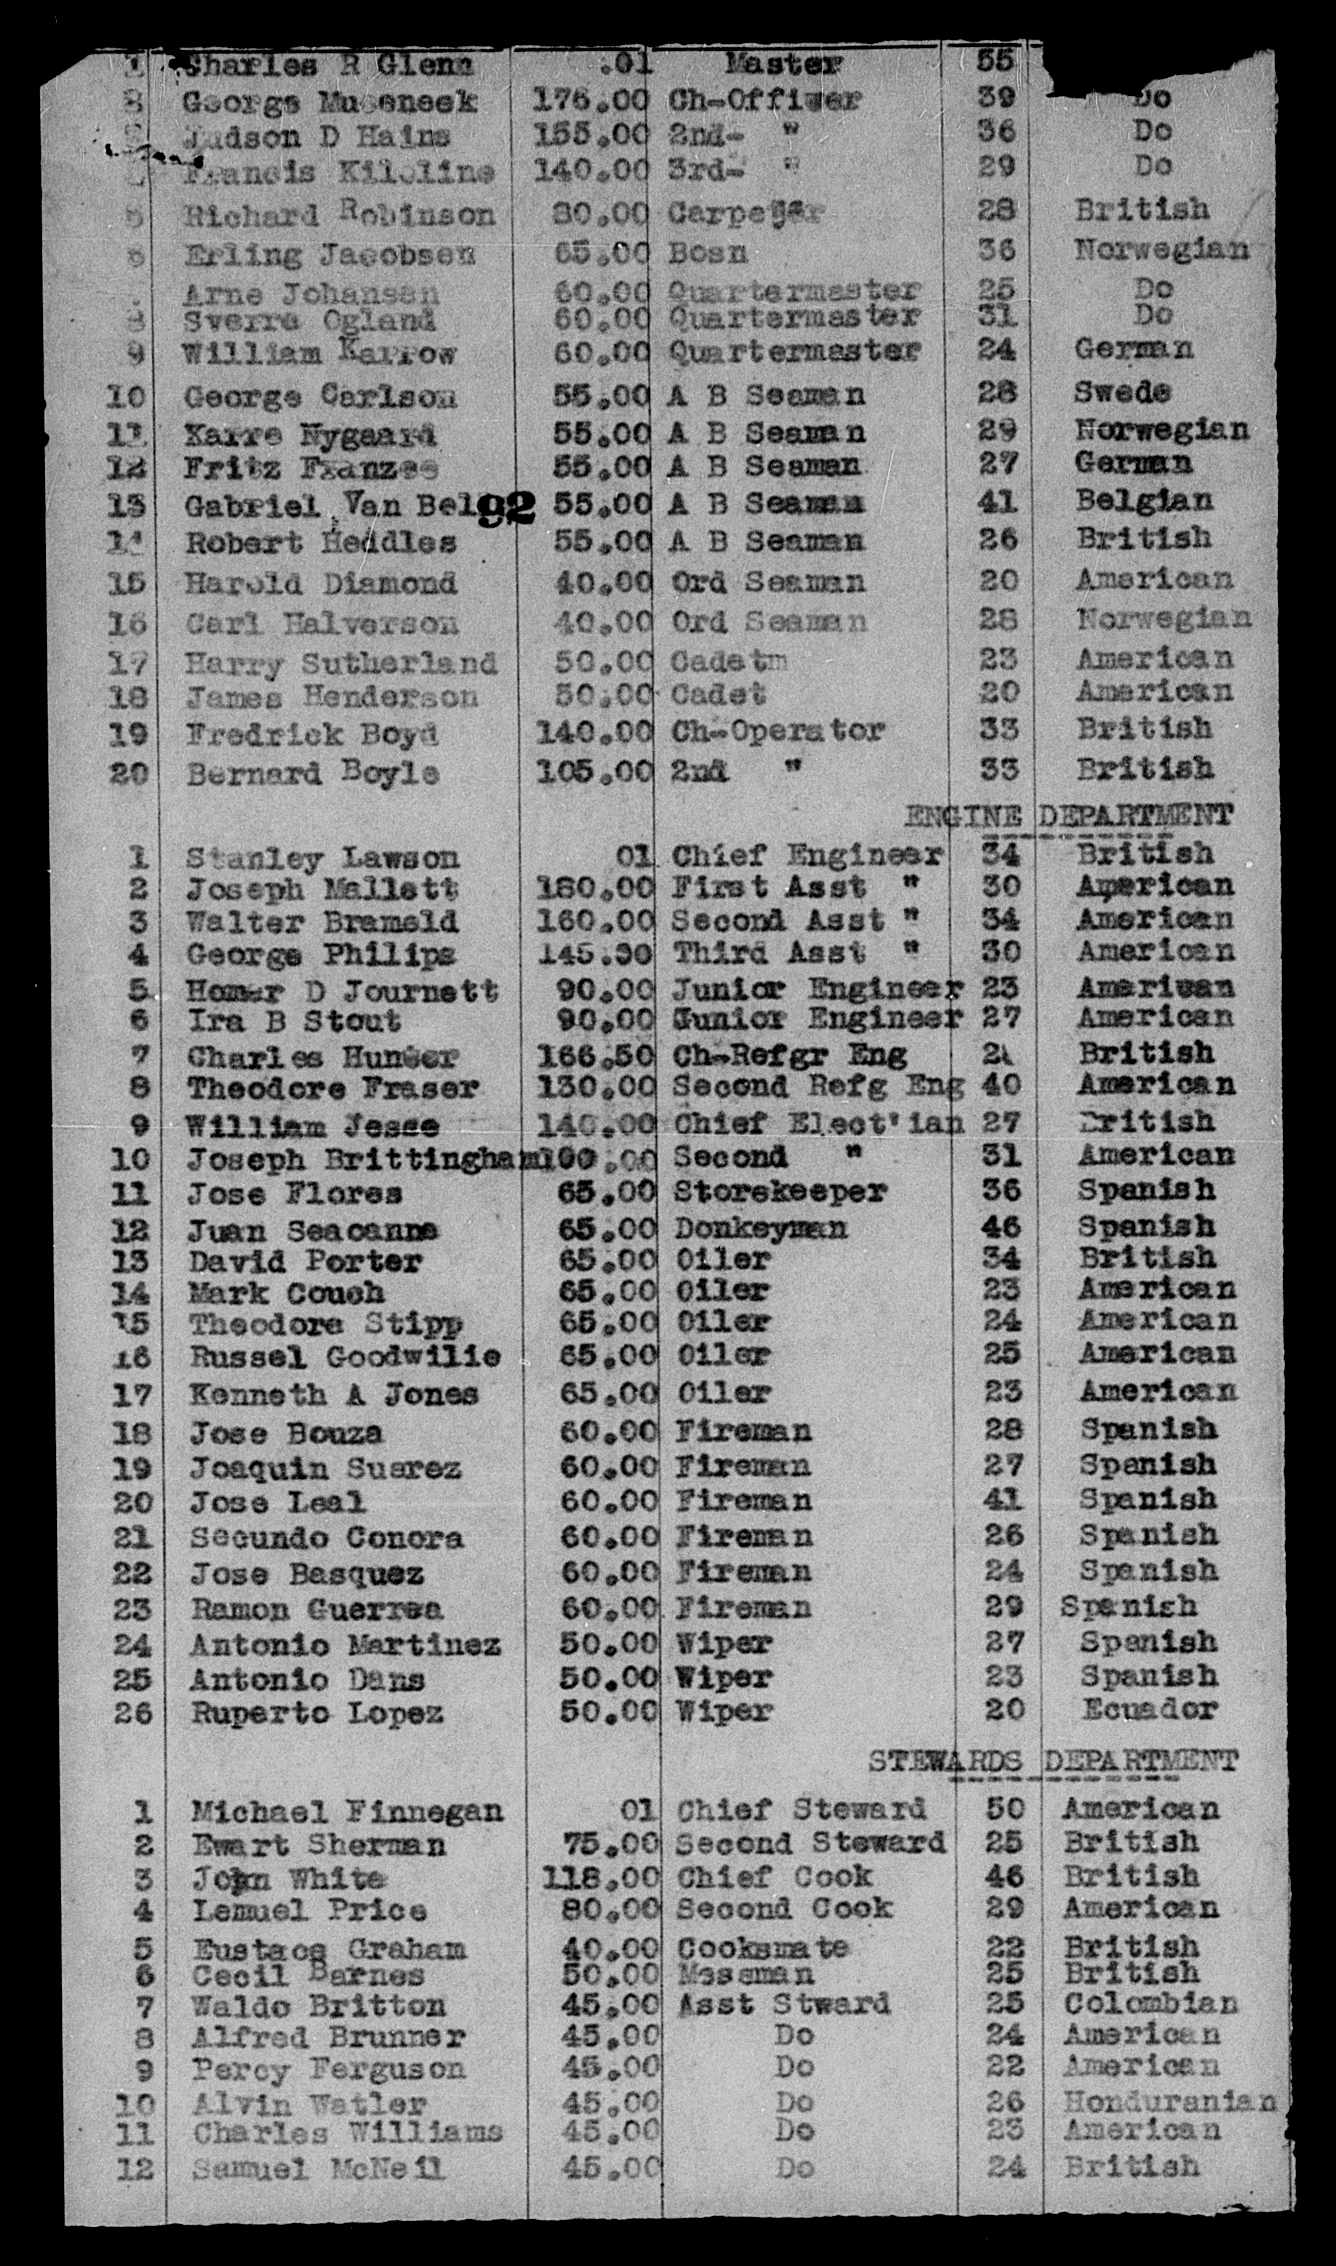 1 Charles R Glenn .01 Master 55
George Museneek 176.00 Ch-Offiwer 39 Do
Judson D Hains 155.00 2nd- " 36 Do
Francis Kilcline 140.00 3rd- " 29 Do
Richard Robinson 80.00 28 British
6 Erling Jacobsen 65.00 Bosn 36 Norwegian
Arne Johansen 60.00 Quartermaster 25 Do
8 Sverre Ogland 60.00 Quartermaster 31 Do
9 William Karrow 60.00 Quartermaster 24 German
10 George Carlson 55.00 A B Seaman 28 Swede
11 Karre Nygaard 55.00 A B Seaman 29 Norwegian
12 Fritz Franzee 55.00 A B Seaman 27 German
13 Gabriel Van Bel 92 55.00 A B Seaman 41 Belgian
14 Robert Heddles 55.00 A B Seaman 26 British
15 Harold Diamond 40.00 Ord Seaman 20 American
16 Carl Halverson 40.00 Ord Seaman 28 Norwegian
17 Harry Sutherland 50.00 Cadetm 23 American
18 James Henderson 50.00 Cadet 20 American
19 Fredrick Boyd 140.00 Ch-Operator 33 British
20 Bernard Boyle 105.00 2nd " 33 British
ENGINE DEPARTMENT
1 Stanley Lawson 01 Chief Engineer 34 British
2 Joseph Mallett 180.00 First Asst " 30 American
3 Walter Brameld 160.00 Second Asst " 34 American
4 George Philips 145.00 Third Asst " 30 American
5 Homer D Journett 90.00 Junior Engineer 23 Ameriwan
6 Ira B Stout 90.00 Junior Engineer 27 American
7 Charles Hunter 166.50 Ch-Refgr Eng British
8 Theodore Fraser 130.00 Second Refg Eng 40 American
9 William Jesse 140.00 Chief Elect'ian 27 British
10 Joseph Brittingham 100.00 Second " 31 American
11 Jose Flores 65.00 Storekeeper 36 Spanish
12 Juan Seacanne 65.00 Donkeyman 46 Spanish
13 David Porter 65.00 Oiler 34 British
14 Mark Couch 65.00 Oiler 23 American
15 Theodore Stipp 65.00 Oiler 24 American
16 Russel Goodwilie 65.00 Oiler 25 American
17 Kenneth A Jones 65.00 Oiler 23 American
18 Jose Bouza 60.00 Fireman 28 Spanish
19 Joaquin Suarez 60.00 Fireman 27 Spanish
20 Jose Leal 60.00 Fireman 41 Spanish
21 Secundo Conora 60.00 Fireman 26 Spanish
22 Jose Basquez 60.00 Fireman 24 Spanish
23 Ramon Guerrea 60.00 Fireman 29 Spanish
24 Antonio Martinez 50.00 Wiper 27 Spanish
25 Antonio Dans 50.00 Wiper 23 Spanish
26 Ruperto Lopez 50.00 Wiper 20 Ecuador
STEWARDS DEPARTMENT
1 Michael Finnegan 01 Chief Steward 50 American
2 Ewart Sherman 75.00 Second Steward 25 British
3 John White 118.00 Chief Cook 46 British
4 Lemuel Price 80.00 Second Cook 29 American
5 Eustace Graham 40.00 Cooksmate 22 British
6 Cecil Barnes 50.00 Messman 25 British
7 Waldo Britton 45.00 Asst Stward 25 Colombian
8 Alfred Brunner 45.00 Do 24 American
9 Percy Ferguson 45.00 Do 22 American
10 Alvin Watler 45.00 Do 26 Honduranian
11 Charles Williams 45.00 Do 23 American
12 Samuel McNeil 45.00 Do 24 British